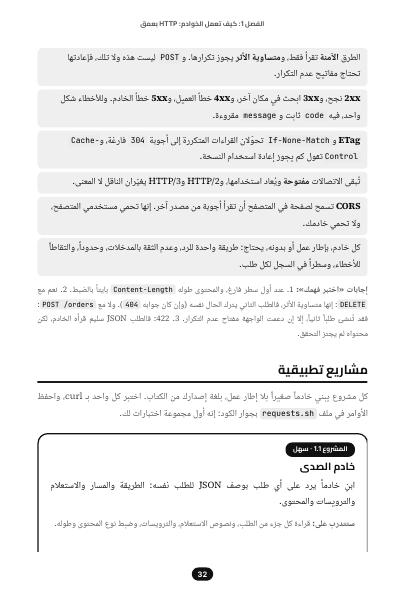 الفصل 1: كيف تعمل الخوادم: HTTP بعمق
الطرق الآمنة تقرأ فقط، ومتساوية الأثر يجوز تكرارها. و POST ليست هذه ولا تلك، فإعادتها
تحتاج مفاتيح عدم التكرار.
2xx نجح، و3xx ابحث في مكان آخر، و4xx خطأ العميل، و5xx خطأ الخادم. وللأخطاء شكل
واحد، فيه code ثابت و message مقروءة.
ETag و If-None-Match تحوّلان القراءات المتكررة إلى أجوبة 304 فارغة، و Cache-
Control تقول كم يجوز إعادة استخدام النسخة.
تُبقى الاتصالات مفتوحة ويُعاد استخدامها، وHTTP/2 وHTTP/3 يغيّران الناقل لا المعنى.
CORS تسمح لصفحة في المتصفح أن تقرأ أجوبة من مصدر آخر. إنها تحمي مستخدمي المتصفح،
ولا تحمي خادمك.
كل خادم، بإطار عمل أو بدونه، يحتاج: طريقة واحدة للرد، وعدم الثقة بالمدخلات، وحدوداً، والتقاطاً
للأخطاء، وسطراً في السجل لكل طلب.
إجابات «اختبر فهمك»: 1. عند أول سطر فارغ، والمحتوى طوله Content-Length بايتاً بالضبط. 2. نعم مع
DELETE: إنها متساوية الأثر، فالطلب الثاني يترك الحال نفسه (وإن كان جوابه 404). ولا مع POST /orders:
فقد تُنشئ طلباً ثانياً، إلا إن دعمت الواجهة مفتاح عدم التكرار. 3. 422: فالطلب JSON سليم قرأه الخادم، لكن
محتواه لم يجتز التحقق.
مشاريع تطبيقية
كل مشروع يبني خادماً صغيراً بلا إطار عمل، بلغة إصدارك من الكتاب. اختبر كل واحد بـ curl، واحفظ
الأوامر في ملف requests.sh بجوار الكود: إنه أول مجموعة اختبارات لك.
المشروع 1.1 · سهل
خادم الصدى
ابنِ خادماً يرد على أي طلب بوصف JSON للطلب نفسه: الطريقة والمسار والاستعلام
والترويسات والمحتوى.
ستتدرب على: قراءة كل جزء من الطلب، ونصوص الاستعلام، والترويسات، وضبط نوع المحتوى وطوله.
32